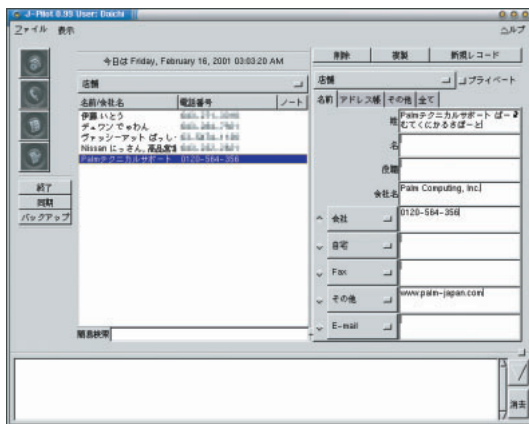 J-Pilot 0.99 User: Daichi
ファイル 表示 ヘルプ
今日は Friday, February 16, 2001 03:03:20 AM
削除 複製 新規レコード
店舗
店舗 プライベート
名前/会社名 電話番号 ノート
名前 アドレス帳 その他 全て
伊藤 いとう
チュワン でゅわん
ヴァッシーアット ばっし
Nissan にっさん,
Palmテクニカルサポート 0120-564-356
姓 Palmテクニカルサポート ぱー
むてくにかるさぽーと
名
役職
会社名 Palm Computing, Inc.
会社 0120-564-356
自宅
Fax
その他 www.palm-japan.com
E-mail
終了
同期
バックアップ
簡易検索
消去